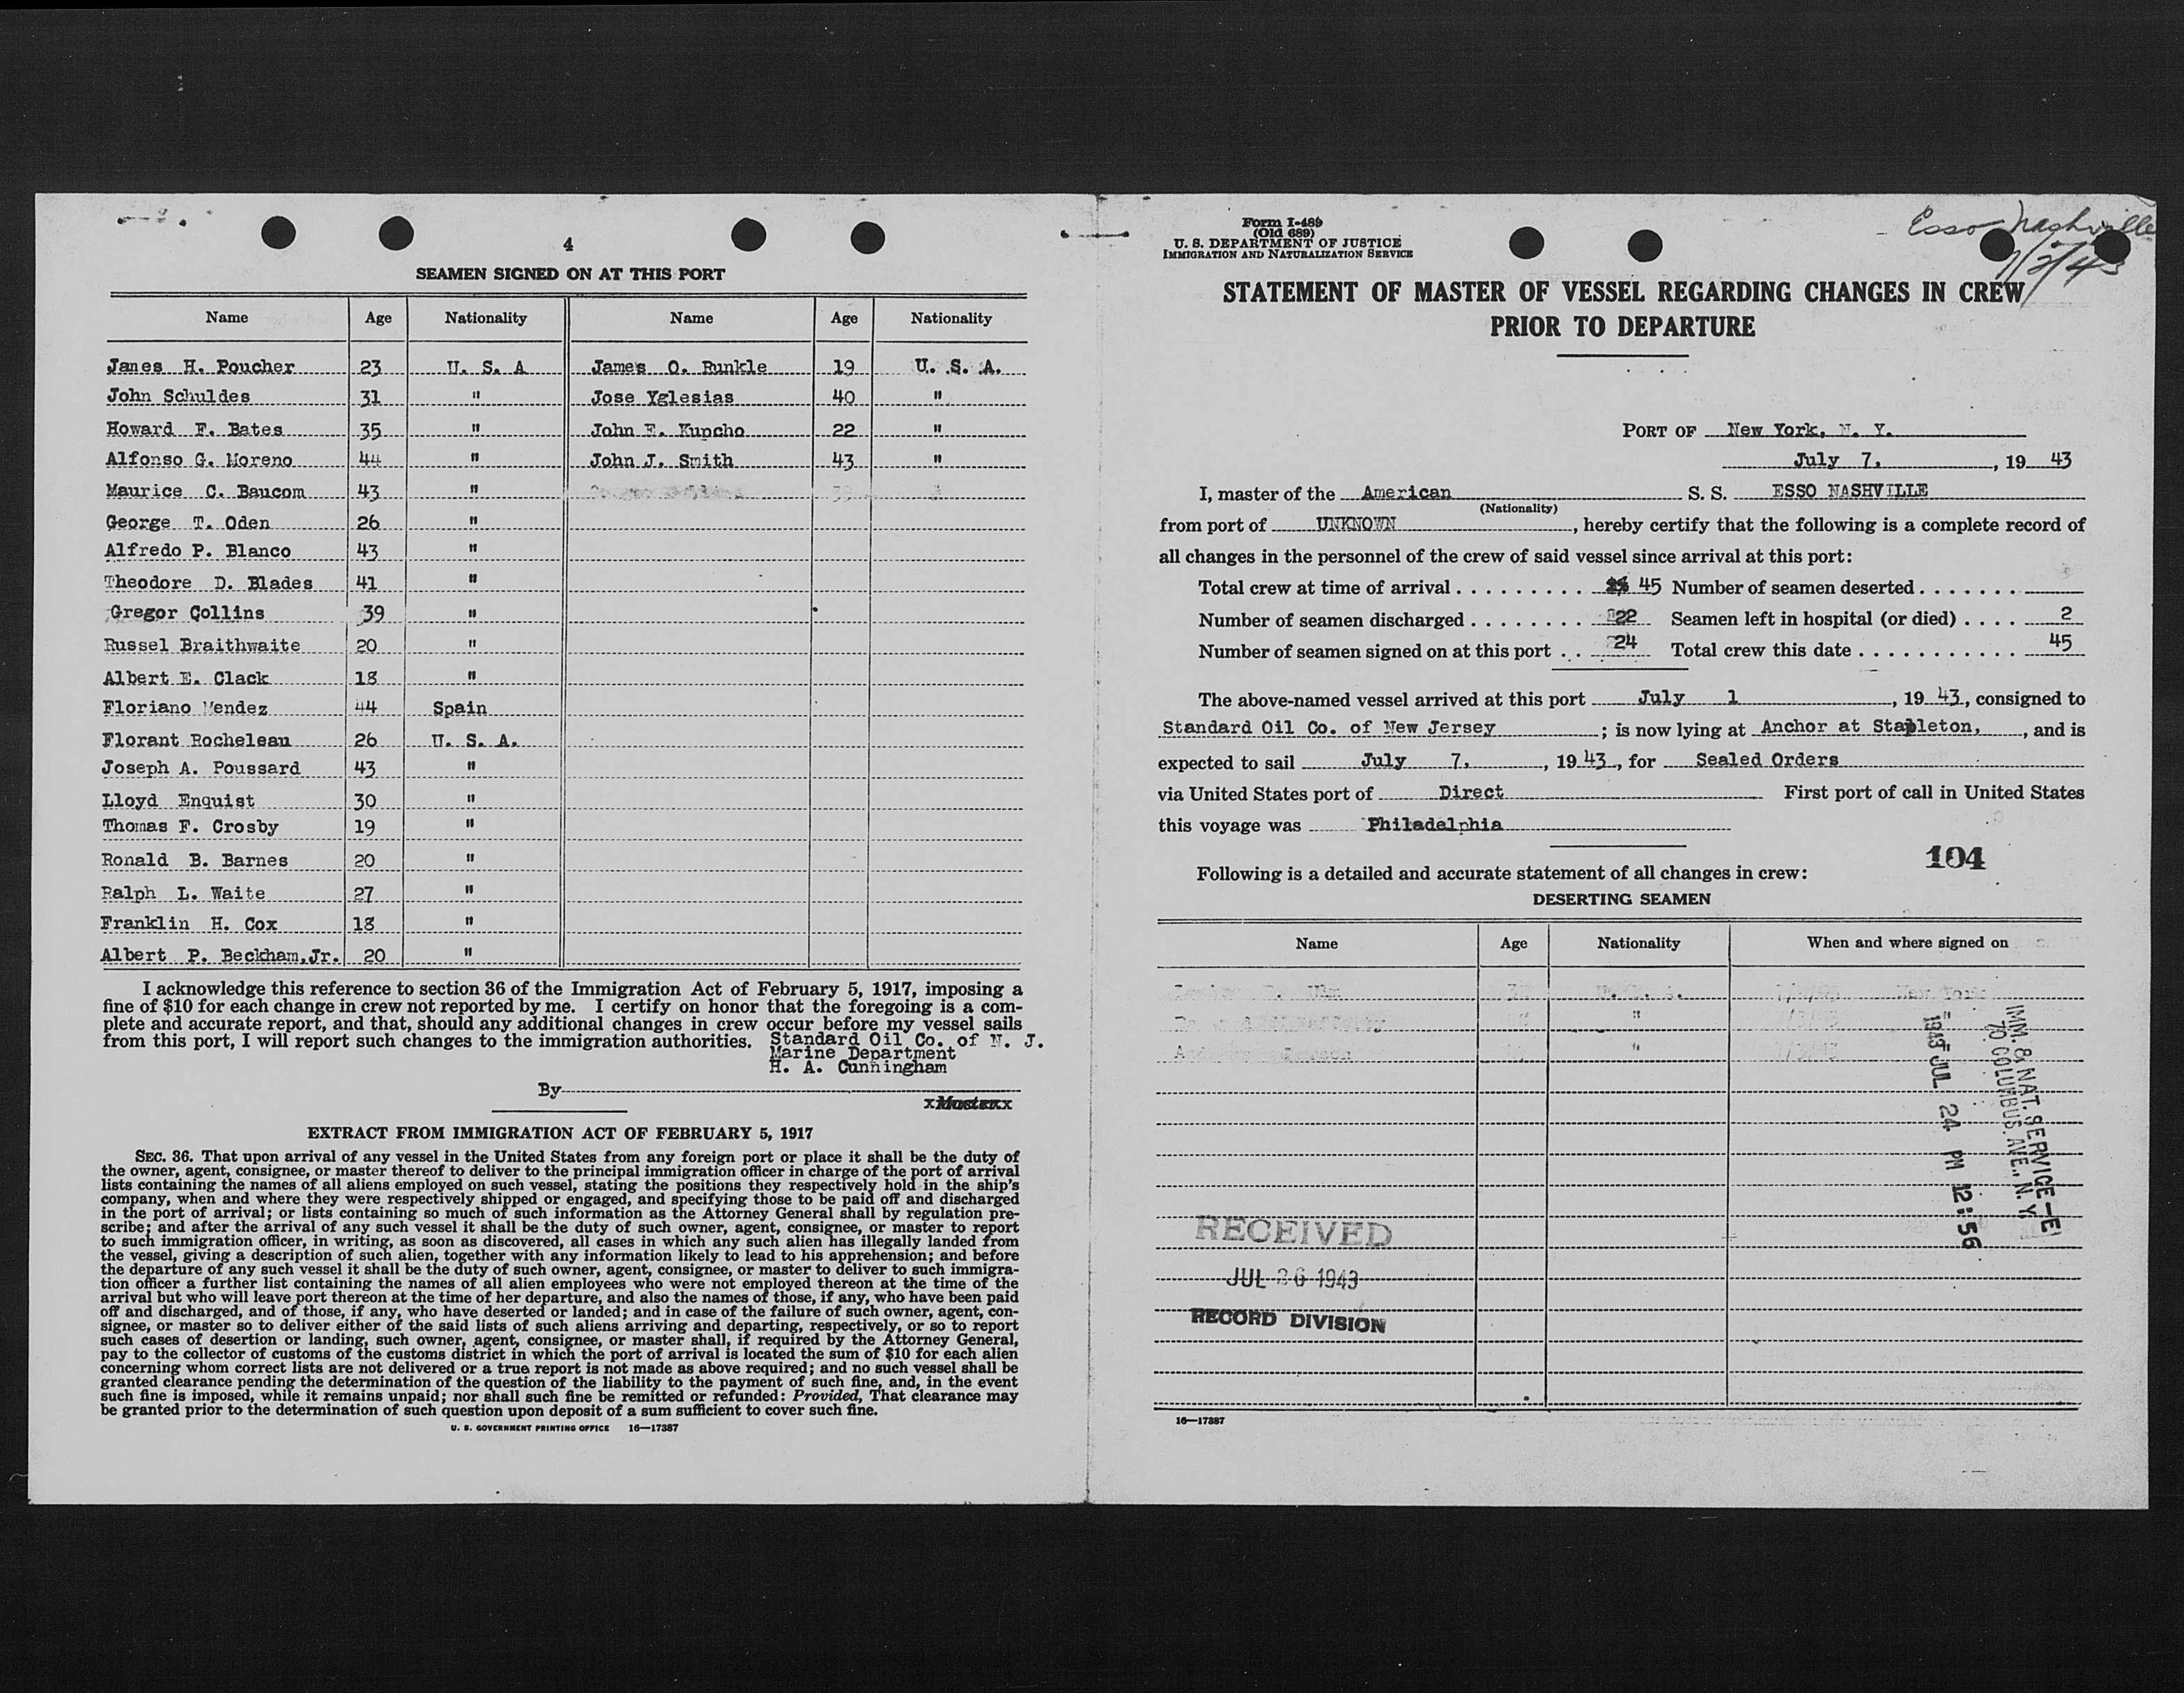 4
SEAMEN SIGNED ON AT THIS PORT
Name Age Nationality Name Age Nationality
Janes H. Poucher 23 U. S. A James O. Runkle 19 U. S. A.
John Schuldes 31 " Jose Yglesias 40 "
Howard F. Bates 35 " John E. Kupcho 22 "
Alfonso G. Moreno 44 " John J. Smith 43 "
Maurice C. Baucom 43 "
George T. Oden 26 "
Alfredo P. Blanco 43 "
Theodore D. Blades 41 "
Gregor Collins 39 "
Russel Braithwaite 20 "
Albert E. Clack 18 "
Floriano Mendez 44 Spain
Florant Rocheleau 26 U. S. A.
Joseph A. Poussard 43 "
Lloyd Enquist 30 "
Thomas F. Crosby 19 "
Ronald B. Barnes 20 "
Ralph L. Waite 27 "
Franklin H. Cox 18 "
Albert P. Beckham,Jr. 20 "
I acknowledge this reference to section 36 of the Immigration Act of February 5, 1917, imposing a
fine of $10 for each change in crew not reported by me. I certify on honor that the foregoing is a com-
plete and accurate report, and that, should any additional changes in crew occur before my vessel sails
from this port, I will report such changes to the immigration authorities. Standard Oil Co. of N. J.
Marine Department
H. A. Cunningham
By
xMasterxx
EXTRACT FROM IMMIGRATION ACT OF FEBRUARY 5, 1917
SEC. 36. That upon arrival of any vessel in the United States from any foreign port or place it shall be the duty of
the owner, agent, consignee, or master thereof to deliver to the principal immigration officer in charge of the port of arrival
lists containing the names of all aliens employed on such vessel, stating the positions they respectively hold in the ship's
company, when and where they were respectively shipped or engaged, and specifying those to be paid off and discharged
in the port of arrival; or lists containing so much of such information as the Attorney General shall by regulation pre-
scribe; and after the arrival of any such vessel it shall be the duty of such owner, agent, consignee, or master to report
to such immigration officer, in writing, as soon as discovered, all cases in which any such alien has illegally landed from
the vessel, giving a description of such alien, together with any information likely to lead to his apprehension; and before
the departure of any such vessel it shall be the duty of such owner, agent, consignee, or master to deliver to such immigra-
tion officer a further list containing the names of all alien employees who were not employed thereon at the time of the
arrival but who will leave port thereon at the time of her departure, and also the names of those, if any, who have been paid
off and discharged, and of those, if any, who have deserted or landed; and in case of the failure of such owner, agent, con-
signee, or master so to deliver either of the said lists of such aliens arriving and departing, respectively, or so to report
such cases of desertion or landing, such owner, agent, consignee, or master shall, if required by the Attorney General,
pay to the collector of customs of the customs district in which the port of arrival is located the sum of $10 for each alien
concerning whom correct lists are not delivered or a true report is not made as above required; and no such vessel shall be
granted clearance pending the determination of the question of the liability to the payment of such fine, and, in the event
such fine is imposed, while it remains unpaid; nor shall such fine be remitted or refunded: Provided, That clearance may
be granted prior to the determination of such question upon deposit of a sum sufficient to cover such fine.
U. S. GOVERNMENT PRINTING OFFICE 16—17387
Form I-489
(Old 689)
U. S. DEPARTMENT OF JUSTICE
IMMIGRATION AND NATURALIZATION SERVICE
Esso Nashville
7/2/43
STATEMENT OF MASTER OF VESSEL REGARDING CHANGES IN CREW
PRIOR TO DEPARTURE
PORT OF New York, N. Y.
July 7, , 19 43
I, master of the American S. S. ESSO NASHVILLE
(Nationality)
from port of UNKNOWN , hereby certify that the following is a complete record of
all changes in the personnel of the crew of said vessel since arrival at this port:
Total crew at time of arrival . . . . . . . . . 45 Number of seamen deserted . . . . . . .
Number of seamen discharged . . . . . . . . 22 Seamen left in hospital (or died) . . . . 2
Number of seamen signed on at this port . . 24 Total crew this date . . . . . . . . . . . 45
The above-named vessel arrived at this port July 1 , 19 43, consigned to
Standard Oil Co. of New Jersey ; is now lying at Anchor at Stapleton, , and is
expected to sail July 7, , 19 43, for Sealed Orders
via United States port of Direct First port of call in United States
this voyage was Philadelphia
104
Following is a detailed and accurate statement of all changes in crew:
DESERTING SEAMEN
Name Age Nationality When and where signed on
IMM. & NAT. SERVICE-E
70 COLUMBUS AVE., N. Y.
1943 JUL 24 PM 12:56
RECEIVED
JUL 26 1943
RECORD DIVISION
16—17387